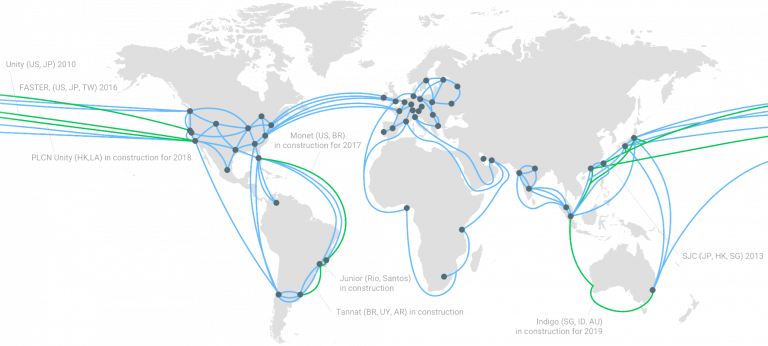 Unity (US, JP) 2010
FASTER, (US, JP, TW) 2016
Monet (US, BR)
in construction for 2017
PLCN Unity (HK,LA) in construction for 2018
SJC (JP, HK, SG) 2013
Junior (Rio, Santos)
in construction
Tannat (BR, UY, AR) in construction
Indigo (SG, ID, AU)
in construction for 2019